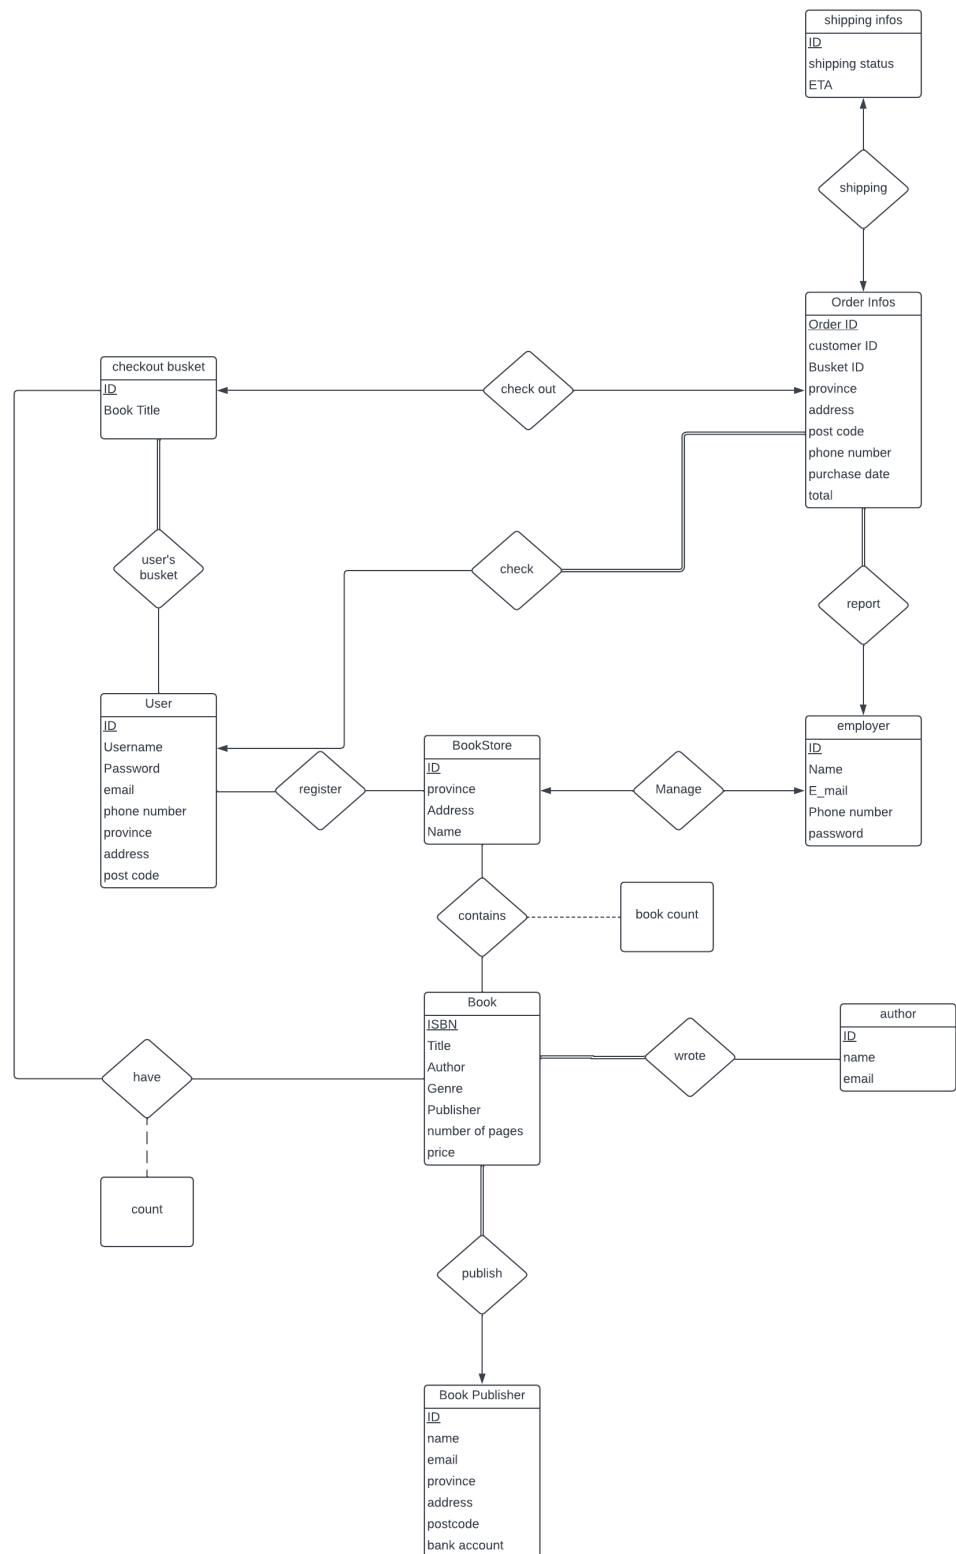 shipping infos
ID
shipping status
ETA
shipping
Order Infos
Order ID
customer ID
Busket ID
province
address
post code
phone number
purchase date
total
checkout busket
ID
Book Title
check out
user's
busket
check
report
User
ID
Username
Password
email
phone number
province
address
post code
register
BookStore
ID
province
Address
Name
Manage
employer
ID
Name
E_mail
Phone number
password
contains
book count
Book
ISBN
Title
Author
Genre
Publisher
number of pages
price
wrote
author
ID
name
email
have
count
publish
Book Publisher
ID
name
email
province
address
postcode
bank account